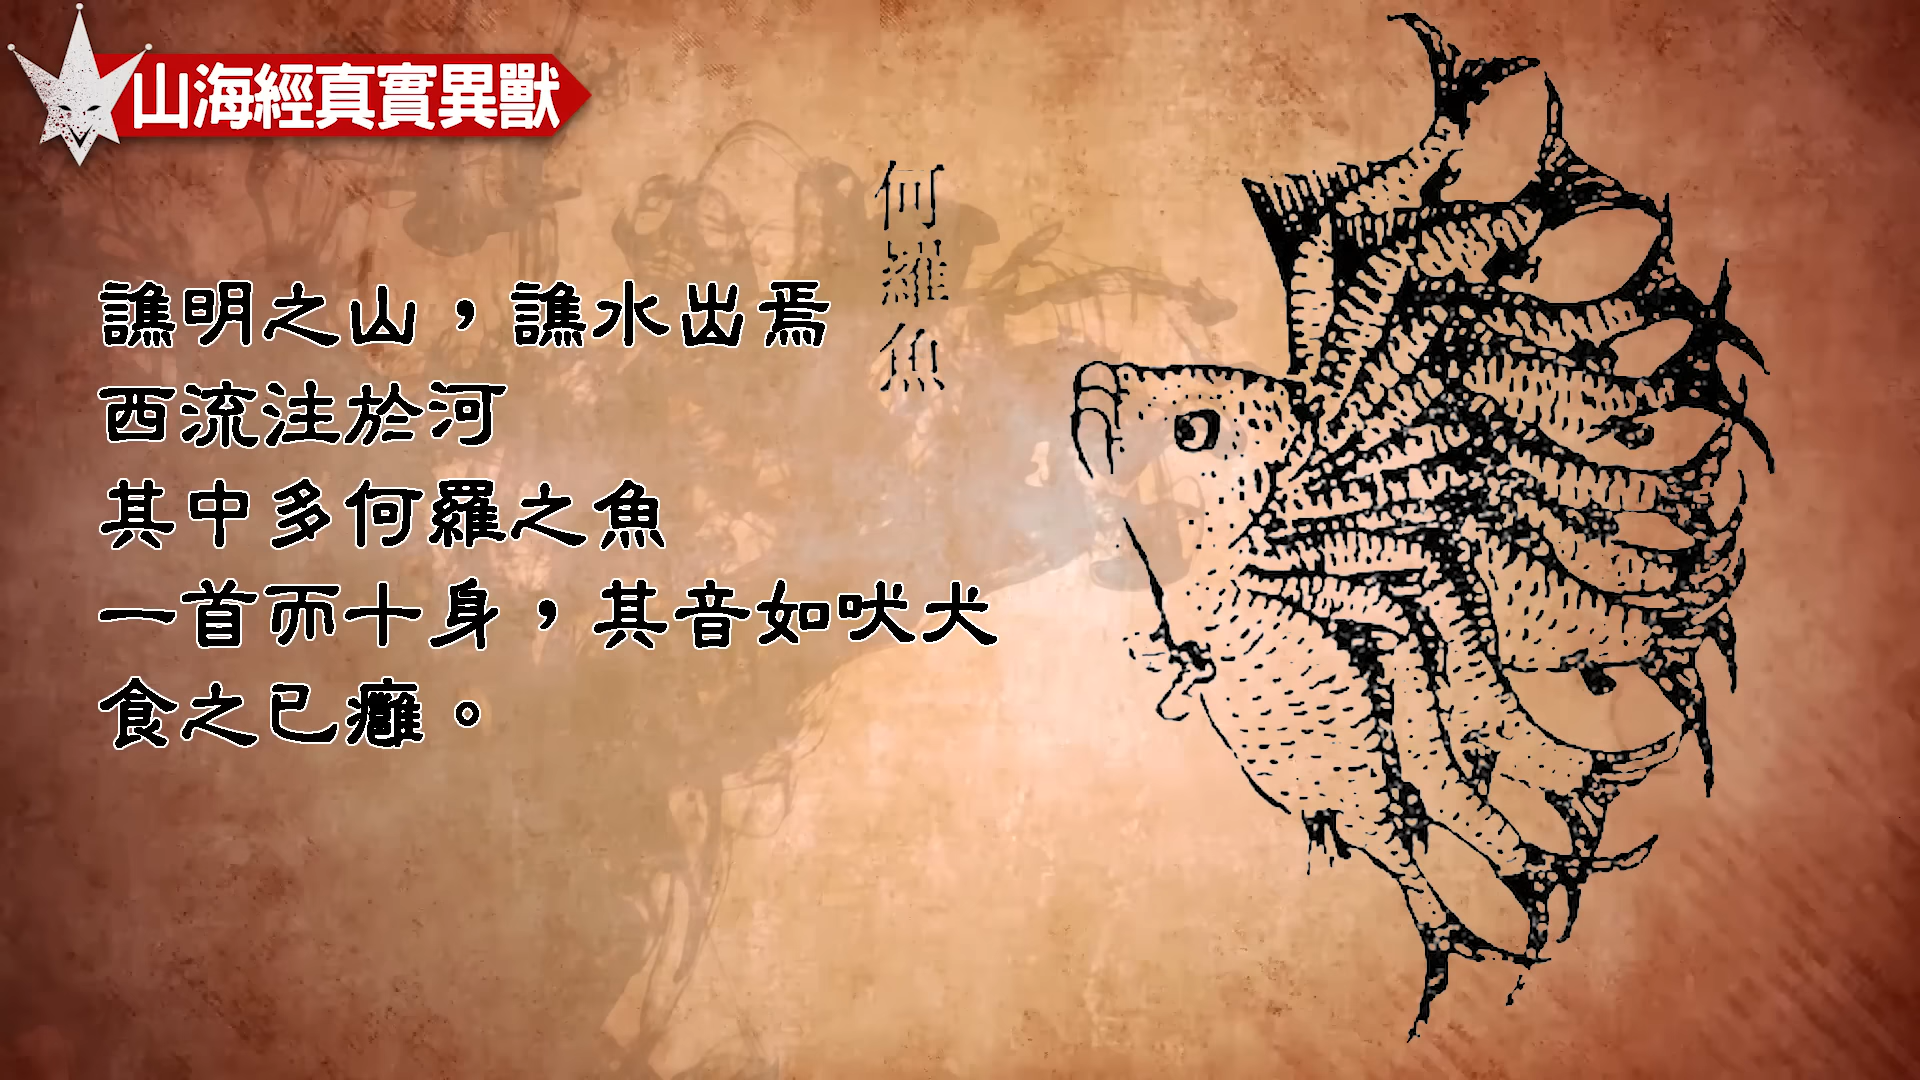 山海經真實異獸
何羅魚
譙明之山，譙水出焉
西流注於河
其中多何羅之魚
一首而十身，其音如吠犬
食之已癰。